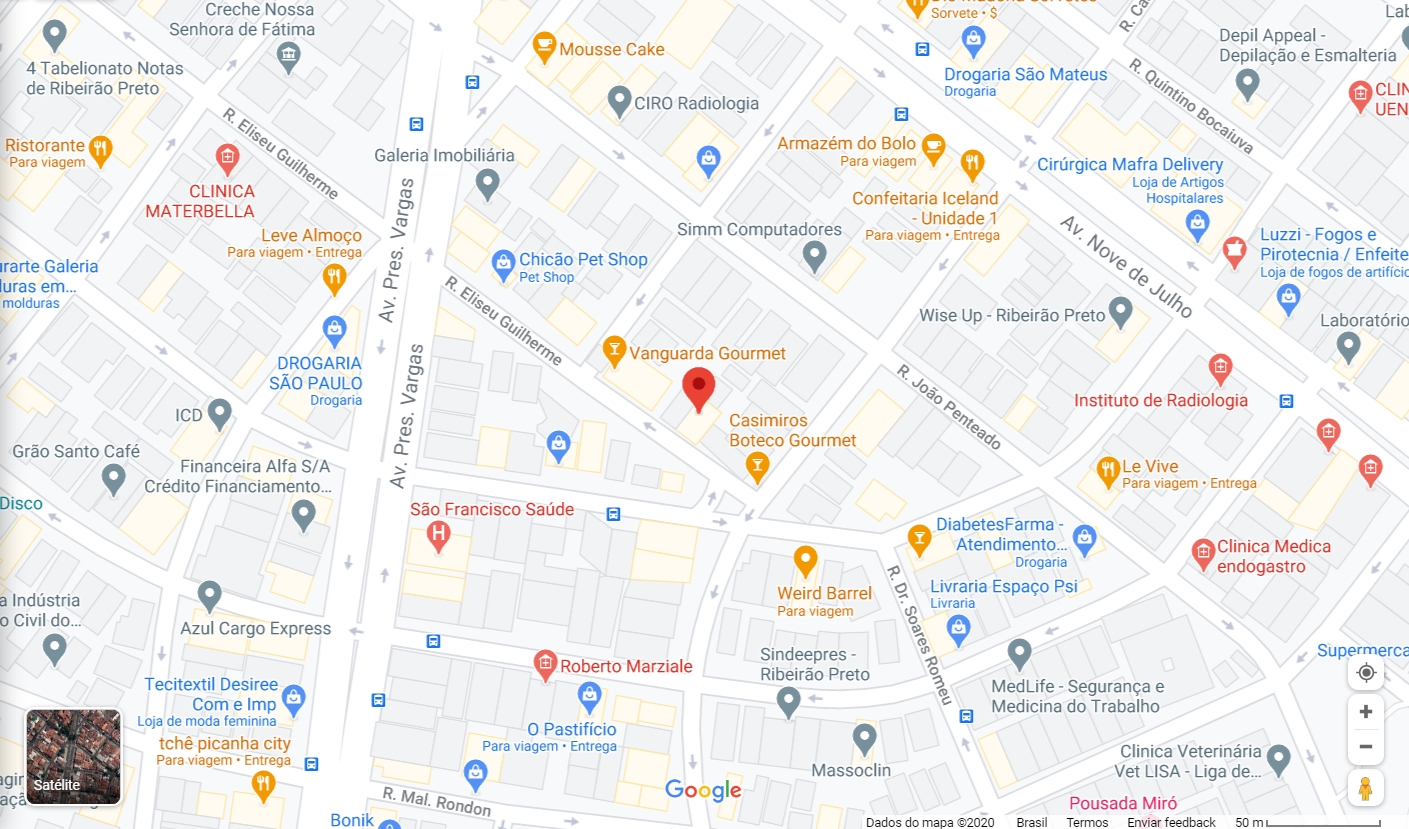 Creche Nossa
Senhora de Fátima
Sorvete • $
4 Tabelionato Notas
de Ribeirão Preto
Mousse Cake
Drogaria São Mateus
Drogaria
Depil Appeal -
Depilação e Esmalteria
R. Quintino Bocaiuva
CIRO Radiologia
R. Eliseu Guilherme
Ristorante
Para viagem
CLINICA
MATERBELLA
Galeria Imobiliária
Armazém do Bolo
Para viagem
Confeitaria Iceland
- Unidade 1
Para viagem • Entrega
Cirúrgica Mafra Delivery
Loja de Artigos
Hospitalares
Av. Nove de Julho
Luzzi - Fogos e
Pirotecnia / Enfeite
Loja de fogos de artifício
Leve Almoço
Para viagem • Entrega
Av. Pres. Vargas
Simm Computadores
Chicão Pet Shop
Pet Shop
urarte Galeria
duras em...
molduras
R. Eliseu Guilherme
Wise Up - Ribeirão Preto
Laboratório
Vanguarda Gourmet
DROGARIA
SÃO PAULO
Drogaria
Av. Pres. Vargas
R. João Penteado
Instituto de Radiologia
ICD
Casimiros
Boteco Gourmet
Grão Santo Café
Financeira Alfa S/A
Crédito Financiamento...
Le Vive
Para viagem • Entrega
Disco
São Francisco Saúde
DiabetesFarma -
Atendimento...
Drogaria
Clinica Medica
endogastro
R. Dr. Soares Romeu
Livraria Espaço Psi
Livraria
Weird Barrel
Para viagem
a Indústria
o Civil do...
Azul Cargo Express
Roberto Marziale
Sindeepres -
Ribeirão Preto
Supermerca
MedLife - Segurança e
Medicina do Trabalho
Tecitextil Desiree
Com e Imp
Loja de moda feminina
O Pastifício
Para viagem • Entrega
tchê picanha city
Para viagem • Entrega
Satélite
Massoclin
Clinica Veterinária
Vet LISA - Liga de...
Google
R. Mal. Rondon
Pousada Miró
Bonik
Dados do mapa ©2020 Brasil Termos Enviar feedback 50 m